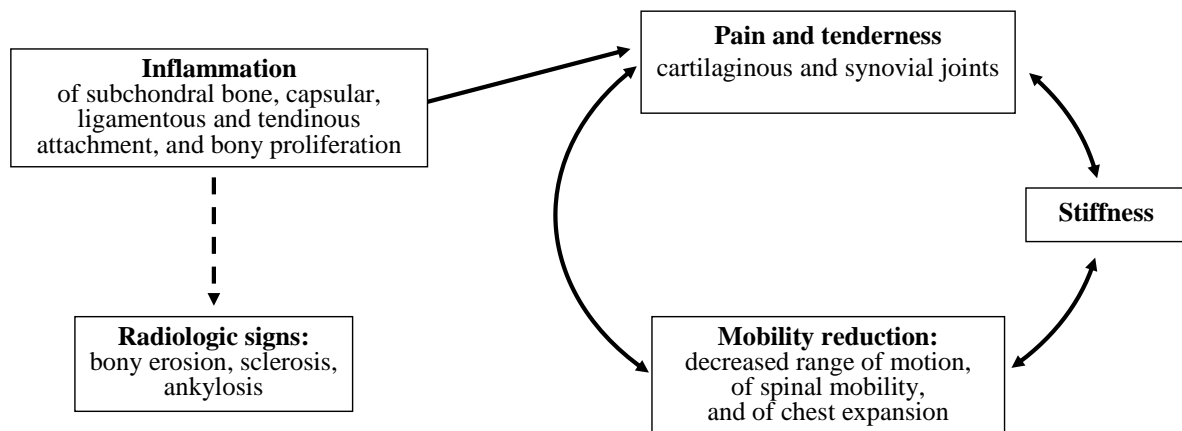 Inflammation
of subchondral bone, capsular,
ligamentous and tendinous
attachment, and bony proliferation
Pain and tenderness
cartilaginous and synovial joints
Stiffness
Radiologic signs:
bony erosion, sclerosis,
ankylosis
Mobility reduction:
decreased range of motion,
of spinal mobility,
and of chest expansion